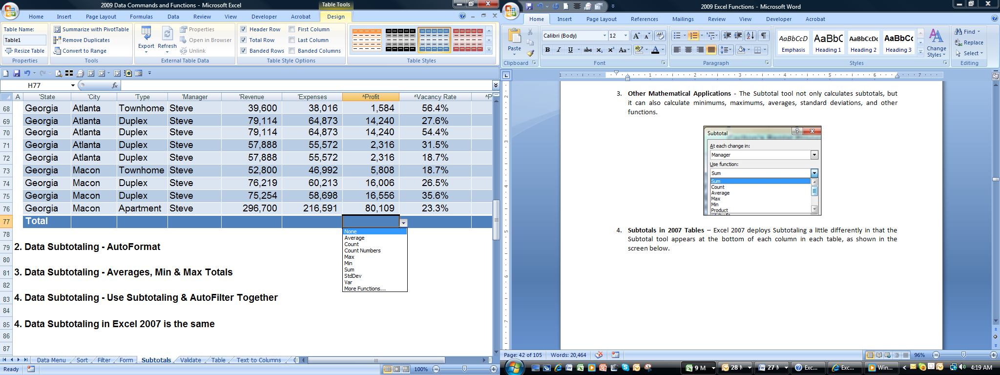 2009 Data Commands and Functions - Microsoft Excel
Table Tools
Home Insert Page Layout Formulas Data Review View Developer Acrobat Design
Table Name:
Table1
Resize Table
Properties
Summarize with PivotTable
Remove Duplicates
Convert to Range
Tools
Export Refresh
Properties
Open in Browser
Unlink
External Table Data
Header Row First Column
Total Row Last Column
Banded Rows Banded Columns
Table Style Options
Table Styles
H77
fx
A 'State 'City 'Type 'Manager 'Revenue 'Expenses ^Profit ^Vacancy Rate ^P
68 Georgia Atlanta Townhome Steve 39,600 38,016 1,584 56.4%
69 Georgia Atlanta Duplex Steve 79,114 64,873 14,240 27.6%
70 Georgia Atlanta Duplex Steve 79,114 64,873 14,240 54.4%
71 Georgia Atlanta Duplex Steve 57,888 55,572 2,316 31.5%
72 Georgia Atlanta Duplex Steve 57,888 55,572 2,316 18.7%
73 Georgia Macon Townhome Steve 52,800 46,992 5,808 18.7%
74 Georgia Macon Duplex Steve 76,219 60,213 16,006 26.5%
75 Georgia Macon Duplex Steve 75,254 58,698 16,556 35.6%
76 Georgia Macon Apartment Steve 296,700 216,591 80,109 23.3%
77 Total
None
Average
Count
Count Numbers
Max
Min
Sum
StdDev
Var
More Functions...
78
79 2. Data Subtotaling - AutoFormat
80
81 3. Data Subtotaling - Averages, Min & Max Totals
82
83 4. Data Subtotaling - Use Subtotaling & AutoFilter Together
84
85 4. Data Subtotaling in Excel 2007 is the same
86
87
Data Menu Sort Filter Form Subtotals Validate Table Text to Columns
Ready
100%
2009 Excel Functions - Microsoft Word
Home Insert Page Layout References Mailings Review View Developer Acrobat
Paste
Clipboard
Calibri (Body) 12
B I U abc X₂ X² Aa
Font
Paragraph
AaBbCcD AaBbC AaBbCcDc AaBbCc
Emphasis Heading 1 Heading 2 Heading 3
Change
Styles
Styles
Find
Replace
Select
Editing
1 1 2 3 4 5 6 7
3. Other Mathematical Applications - The Subtotal tool not only calculates subtotals, but
it can also calculate minimums, maximums, averages, standard deviations, and other
functions.
Subtotal
At each change in:
Manager
Use function:
Sum
Sum
Count
Average
Max
Min
Product
4. Subtotals in 2007 Tables – Excel 2007 deploys Subtotaling a little differently in that the
Subtotal tool appears at the bottom of each column in each table, as shown in the
screen below.
Page: 42 of 105 Words: 20,464
96%
9 M 28 27 Exc... Exc... Win... 4:19 AM